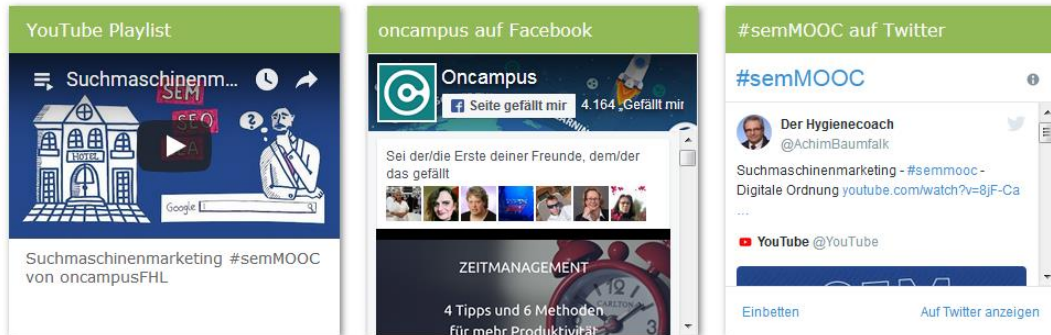 YouTube Playlist
Suchmaschinenm...
SEM
SEO
SEA
HOTEL
Google
Suchmaschinenmarketing #semMOOC
von oncampusFHL
oncampus auf Facebook
Oncampus
Seite gefällt mir
4.164 „Gefällt mir
Sei der/die Erste deiner Freunde, dem/der
das gefällt
ZEITMANAGEMENT
4 Tipps und 6 Methoden
für mehr Produktivität
CARLTON
#semMOOC auf Twitter
#semMOOC
Der Hygienecoach
@AchimBaumfalk
Suchmaschinenmarketing - #semmooc -
Digitale Ordnung youtube.com/watch?v=8jF-Ca
…
YouTube @YouTube
SEM
Einbetten
Auf Twitter anzeigen